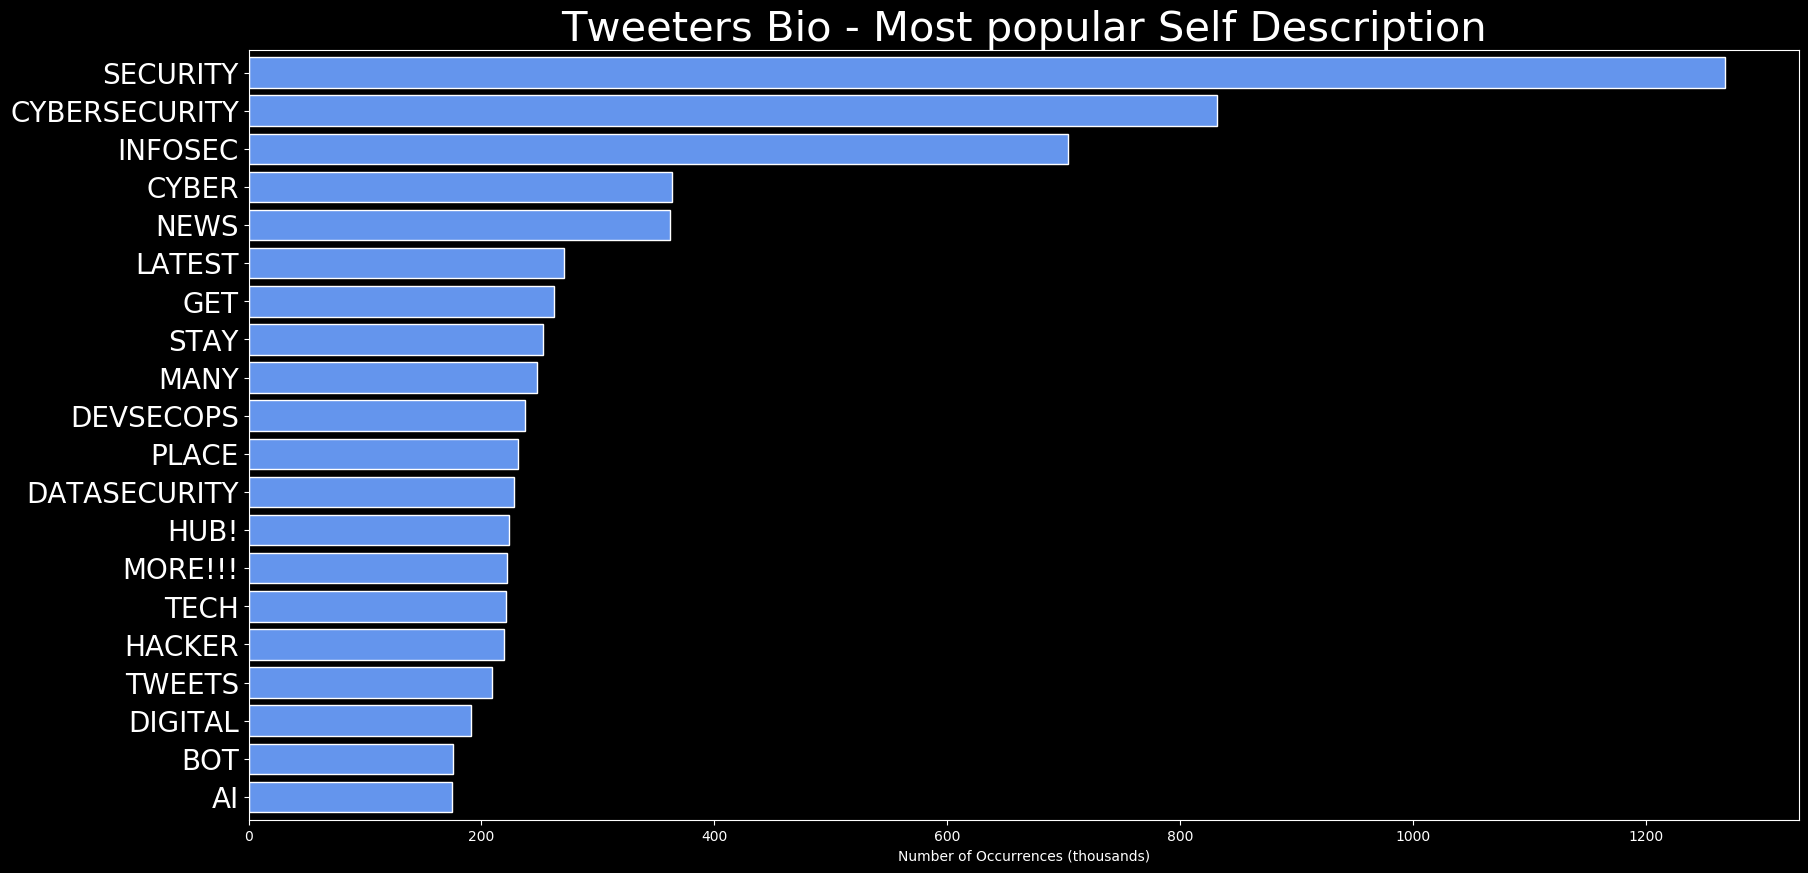 Tweeters Bio - Most popular Self Description
SECURITY
CYBERSECURITY
INFOSEC
CYBER
NEWS
LATEST
GET
STAY
MANY
DEVSECOPS
PLACE
DATASECURITY
HUB!
MORE!!!
TECH
HACKER
TWEETS
DIGITAL
BOT
AI
0 200 400 600 800 1000 1200
Number of Occurrences (thousands)